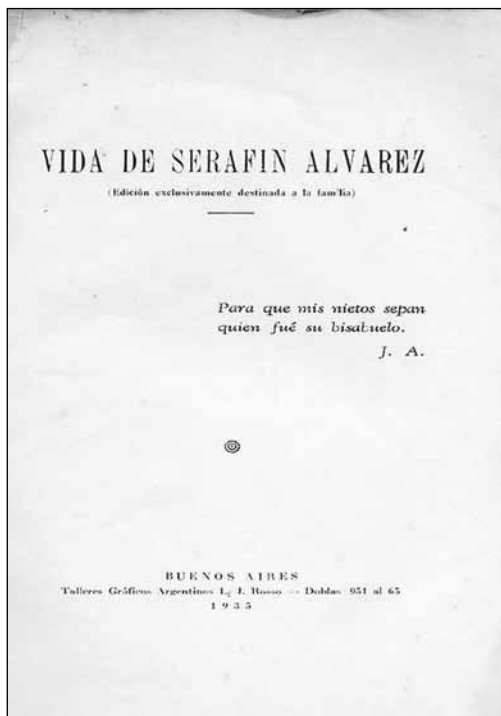 VIDA DE SERAFIN ALVAREZ
(Edición exclusivamente destinada a la familia)
Para que mis nietos sepan
quien fué su bisabuelo.
J. A.
BUENOS AIRES
Talleres Gráficos Argentinos L. J. Rosso — Doblas 951 al 65
1935